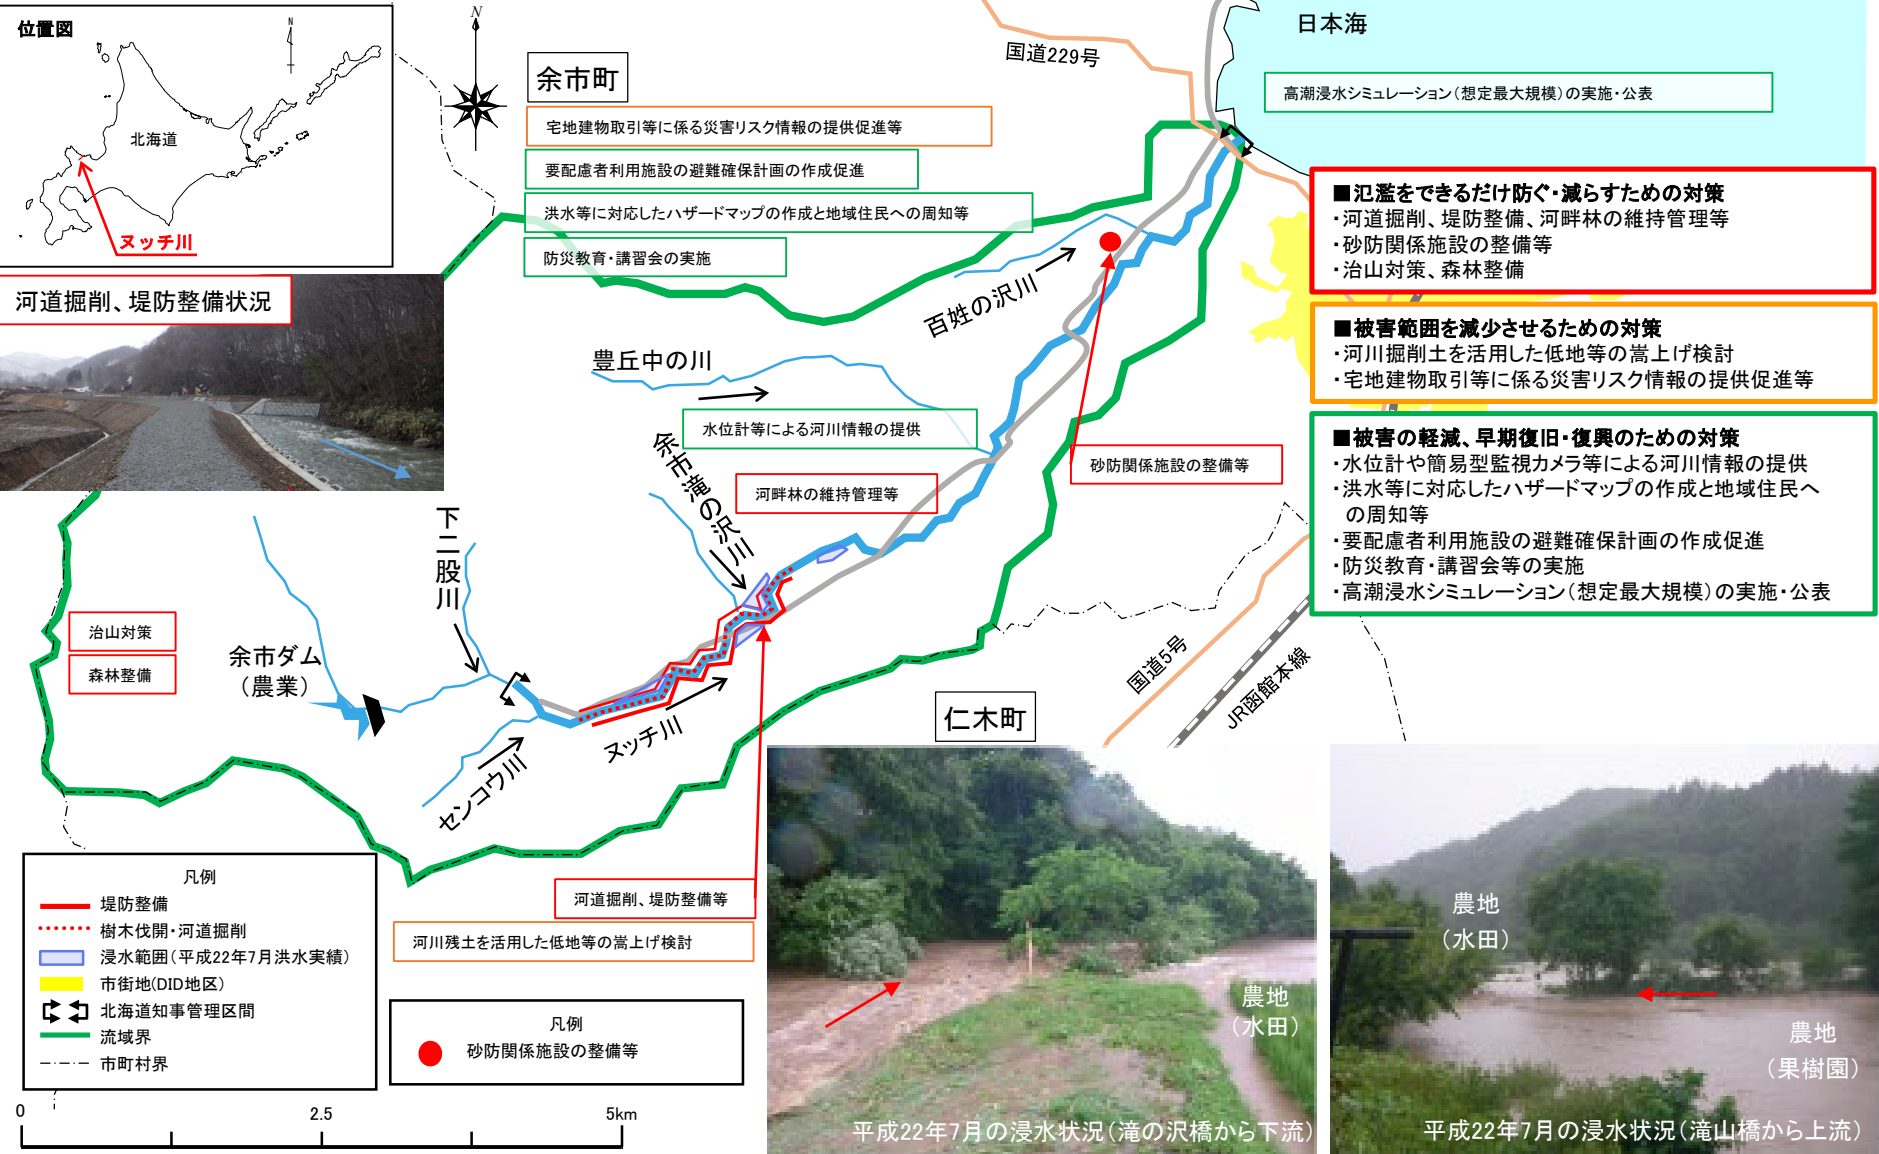 位置図
N
北海道
ヌッチ川
N
余市町
宅地建物取引等に係る災害リスク情報の提供促進等
要配慮者利用施設の避難確保計画の作成促進
洪水等に対応したハザードマップの作成と地域住民への周知等
防災教育・講習会の実施
国道229号
日本海
高潮浸水シミュレーション(想定最大規模)の実施・公表
■氾濫をできるだけ防ぐ・減らすための対策
・河道掘削、堤防整備、河畔林の維持管理等
・砂防関係施設の整備等
・治山対策、森林整備
■被害範囲を減少させるための対策
・河川掘削土を活用した低地等の嵩上げ検討
・宅地建物取引等に係る災害リスク情報の提供促進等
■被害の軽減、早期復旧・復興のための対策
・水位計や簡易型監視カメラ等による河川情報の提供
・洪水等に対応したハザードマップの作成と地域住民へ
の周知等
・要配慮者利用施設の避難確保計画の作成促進
・防災教育・講習会等の実施
・高潮浸水シミュレーション(想定最大規模)の実施・公表
河道掘削、堤防整備状況
百姓の沢川
豊丘中の川
水位計等による河川情報の提供
余市滝の沢川
河畔林の維持管理等
砂防関係施設の整備等
下二股川
治山対策
森林整備
余市ダム
(農業)
センコウ川
ヌッチ川
仁木町
国道5号
JR函館本線
河道掘削、堤防整備等
河川残土を活用した低地等の嵩上げ検討
凡例
堤防整備
樹木伐開・河道掘削
浸水範囲(平成22年7月洪水実績)
市街地(DID地区)
北海道知事管理区間
流域界
市町村界
凡例
砂防関係施設の整備等
0
2.5
5km
農地
(水田)
平成22年7月の浸水状況(滝の沢橋から下流)
農地
(水田)
農地
(果樹園)
平成22年7月の浸水状況(滝山橋から上流)